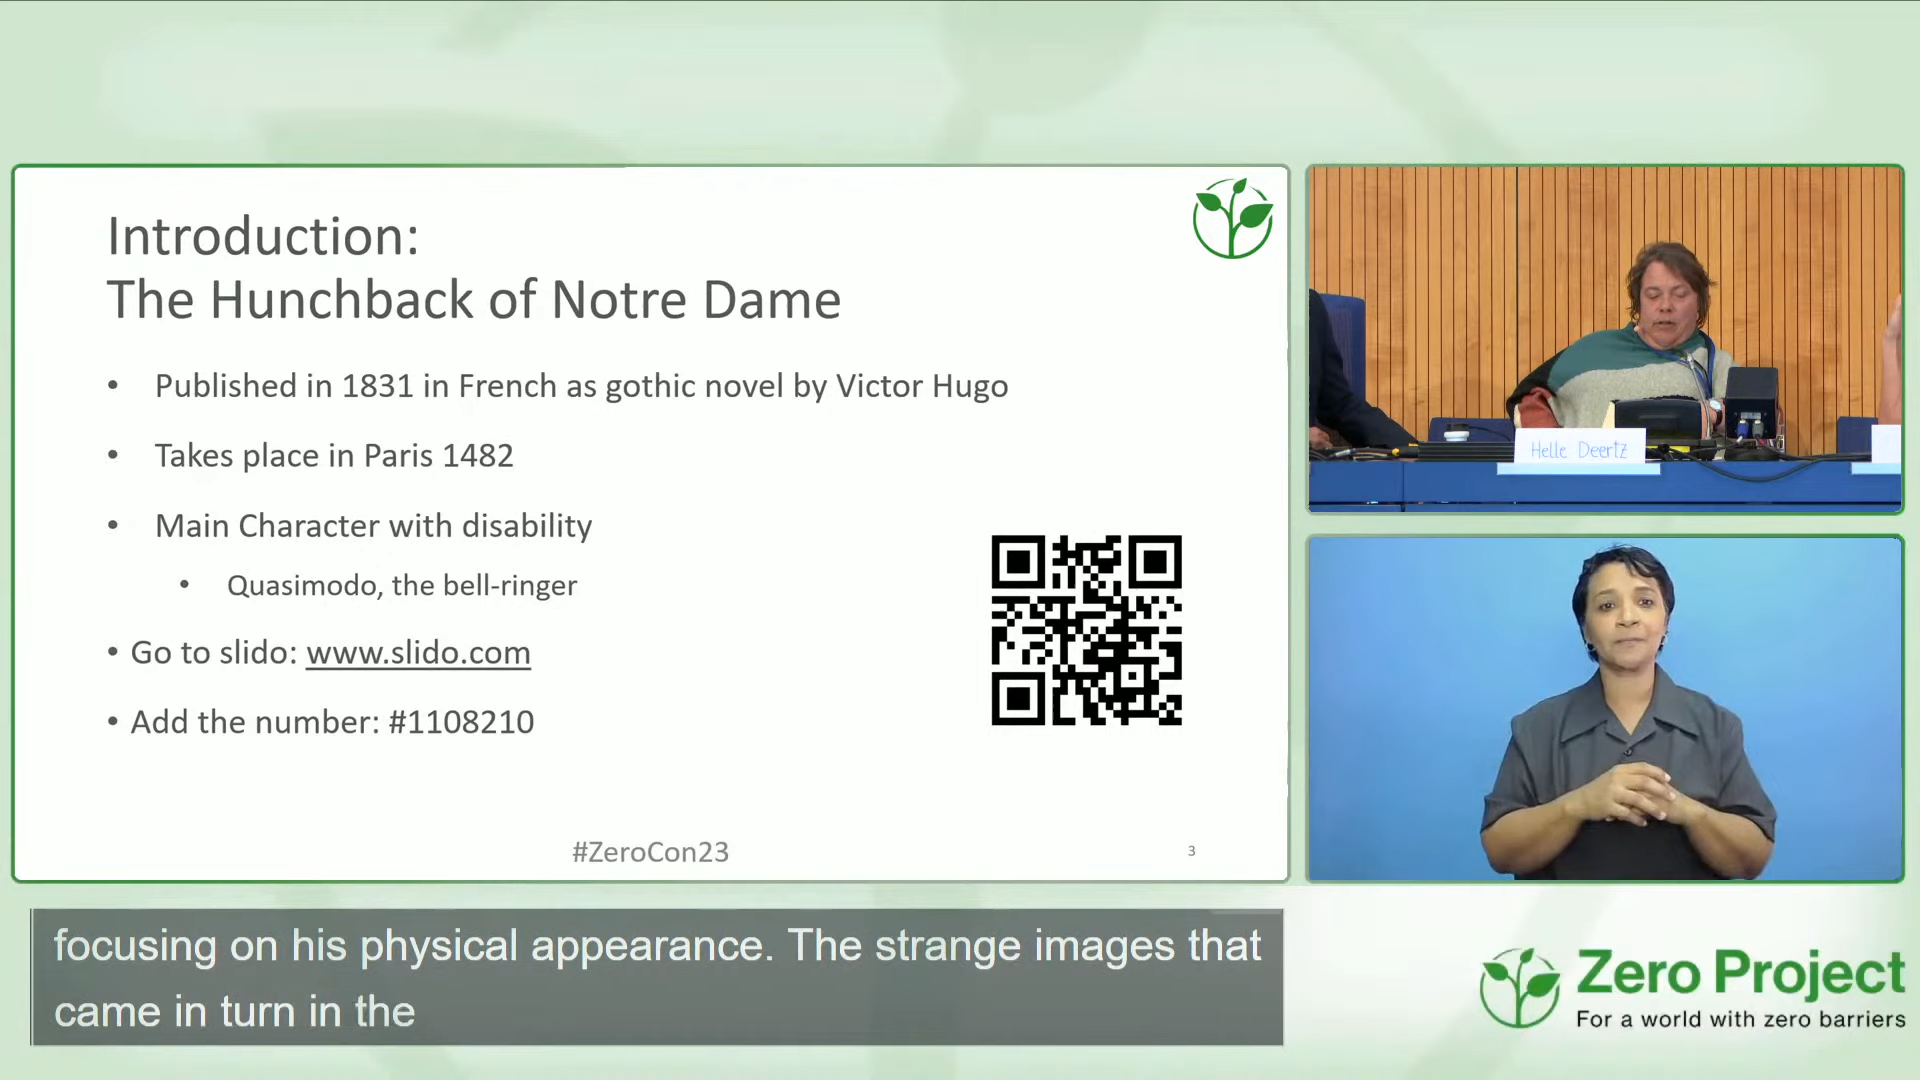 Introduction:
The Hunchback of Notre Dame
• Published in 1831 in French as gothic novel by Victor Hugo
• Takes place in Paris 1482
• Main Character with disability
• Quasimodo, the bell-ringer
• Go to slido: www.slido.com
• Add the number: #1108210
#ZeroCon23
3
Helle Deertz
focusing on his physical appearance. The strange images that
came in turn in the
Zero Project
For a world with zero barriers